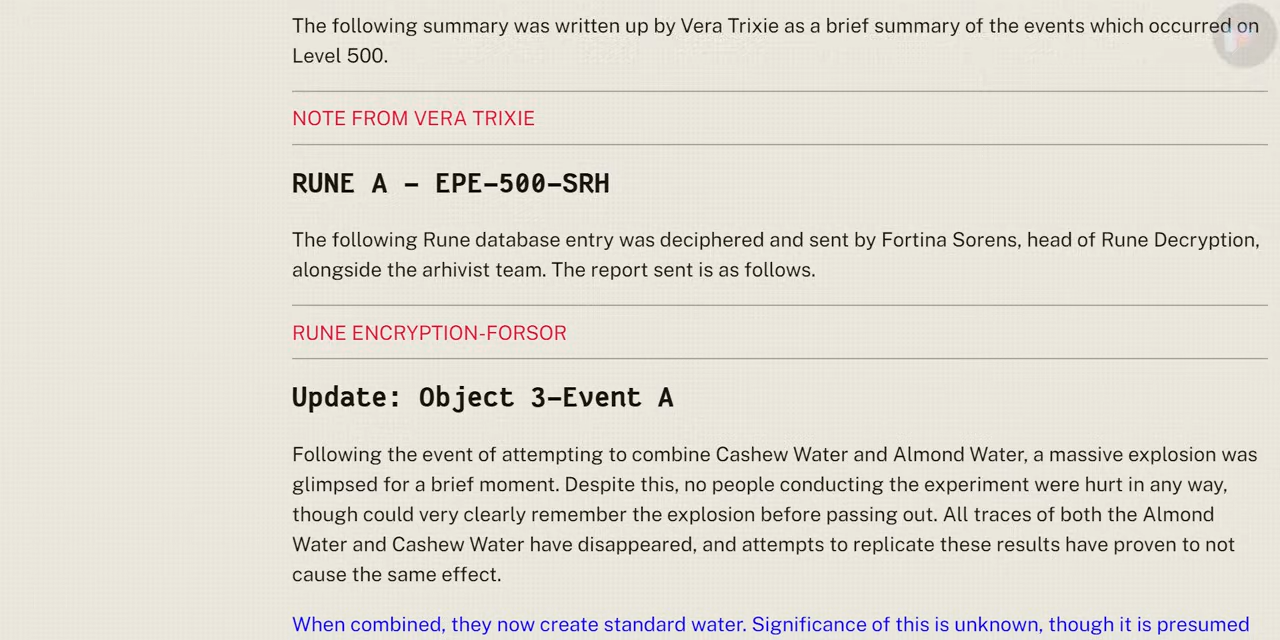 The following summary was written up by Vera Trixie as a brief summary of the events which occurred on
Level 500.
NOTE FROM VERA TRIXIE
RUNE A - EPE-500-SRH
The following Rune database entry was deciphered and sent by Fortina Sorens, head of Rune Decryption,
alongside the arhivist team. The report sent is as follows.
RUNE ENCRYPTION-FORSOR
Update: Object 3-Event A
Following the event of attempting to combine Cashew Water and Almond Water, a massive explosion was
glimpsed for a brief moment. Despite this, no people conducting the experiment were hurt in any way,
though could very clearly remember the explosion before passing out. All traces of both the Almond
Water and Cashew Water have disappeared, and attempts to replicate these results have proven to not
cause the same effect.
When combined, they now create standard water. Significance of this is unknown, though it is presumed